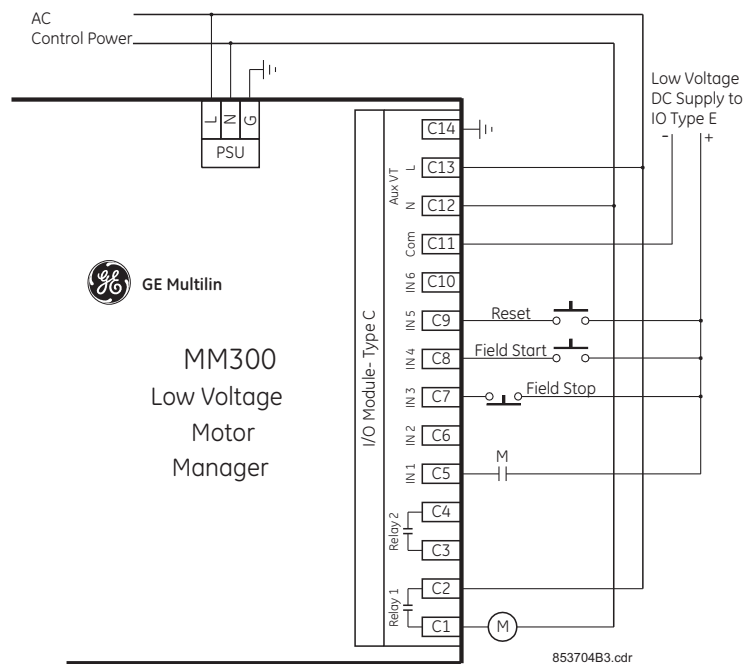 AC
Control Power
Low Voltage
DC Supply to
IO Type E
- +
L N G
PSU
GE Multilin
MM300
Low Voltage
Motor
Manager
I/O Module- Type C
C14
Aux VT
L C13
N C12
Com C11
IN 6 C10
IN 5 C9 Reset
IN 4 C8 Field Start
IN 3 C7 Field Stop
IN 2 C6
IN 1 C5 M
Relay 2
C4
C3
Relay 1
C2
C1 M
853704B3.cdr